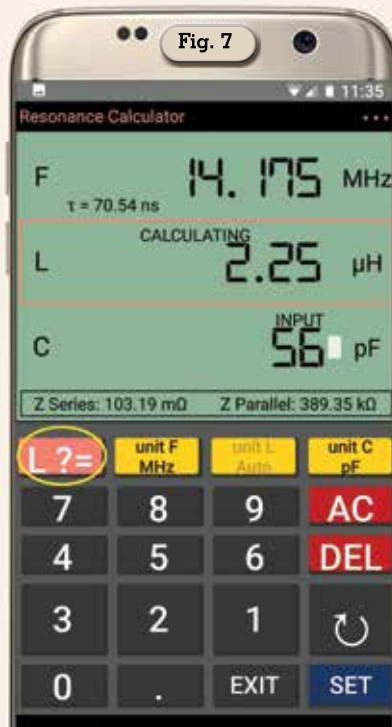 Fig. 7
11:35
Resonance Calculator
F 14.175 MHz
τ = 70.54 ns
CALCULATING
L 2.25 µH
INPUT
C 56 pF
Z Series: 103.19 mΩ Z Parallel: 389.35 kΩ
L ?= unit F MHz unit L Auto unit C pF
7 8 9 AC
4 5 6 DEL
3 2 1
0 . EXIT SET